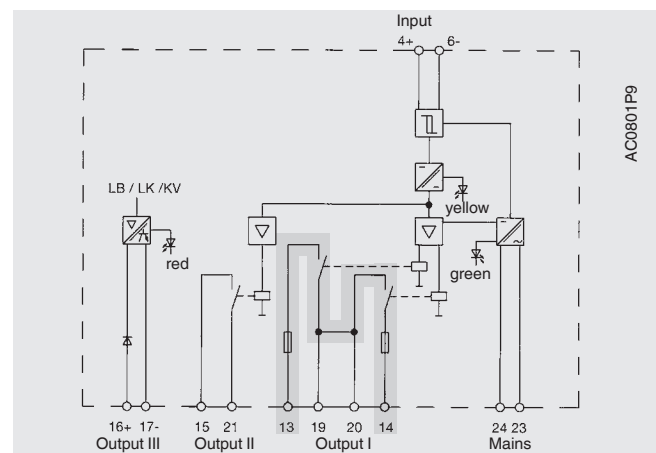 Input
4+ 6-
AC0801P9
LB / LK /KV
yellow
red
green
16+ 17- 15 21 13 19 20 14 24 23
Output III Output II Output I Mains